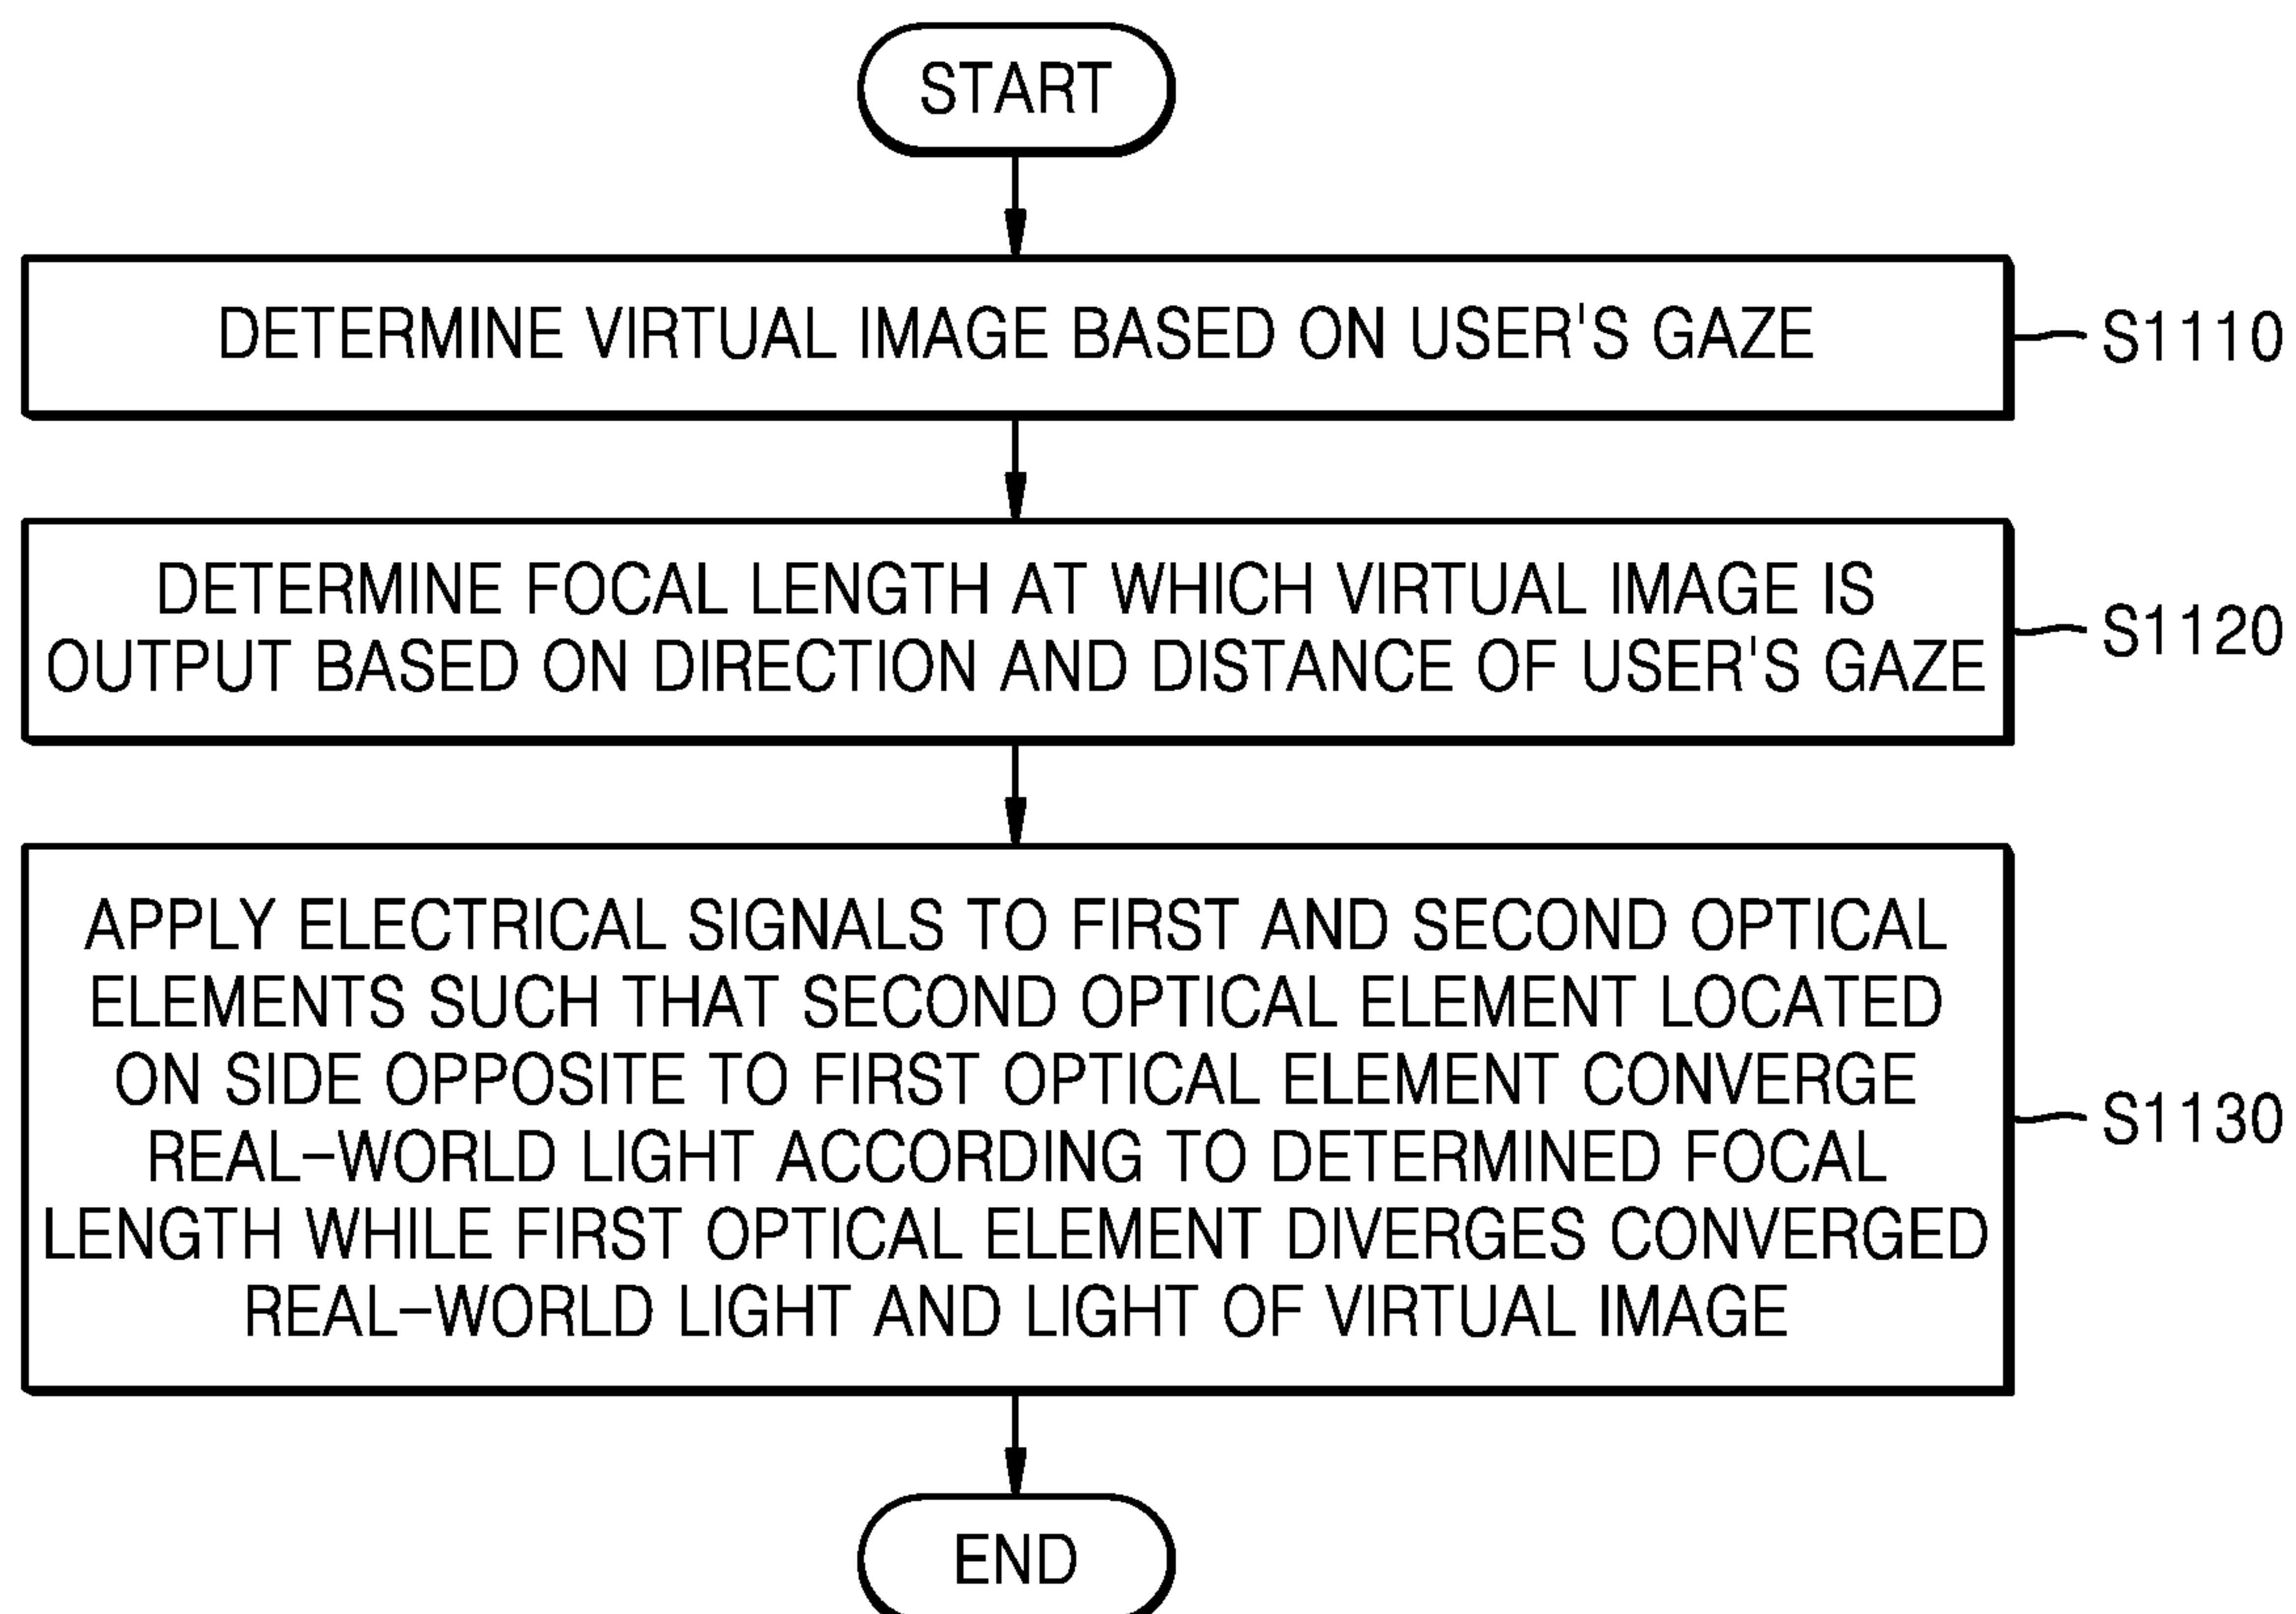 START
DETERMINE VIRTUAL IMAGE BASED ON USER'S GAZE
S1110
DETERMINE FOCAL LENGTH AT WHICH VIRTUAL IMAGE IS
OUTPUT BASED ON DIRECTION AND DISTANCE OF USER'S GAZE
S1120
APPLY ELECTRICAL SIGNALS TO FIRST AND SECOND OPTICAL
ELEMENTS SUCH THAT SECOND OPTICAL ELEMENT LOCATED
ON SIDE OPPOSITE TO FIRST OPTICAL ELEMENT CONVERGE
REAL-WORLD LIGHT ACCORDING TO DETERMINED FOCAL
LENGTH WHILE FIRST OPTICAL ELEMENT DIVERGES CONVERGED
REAL-WORLD LIGHT AND LIGHT OF VIRTUAL IMAGE
S1130
END